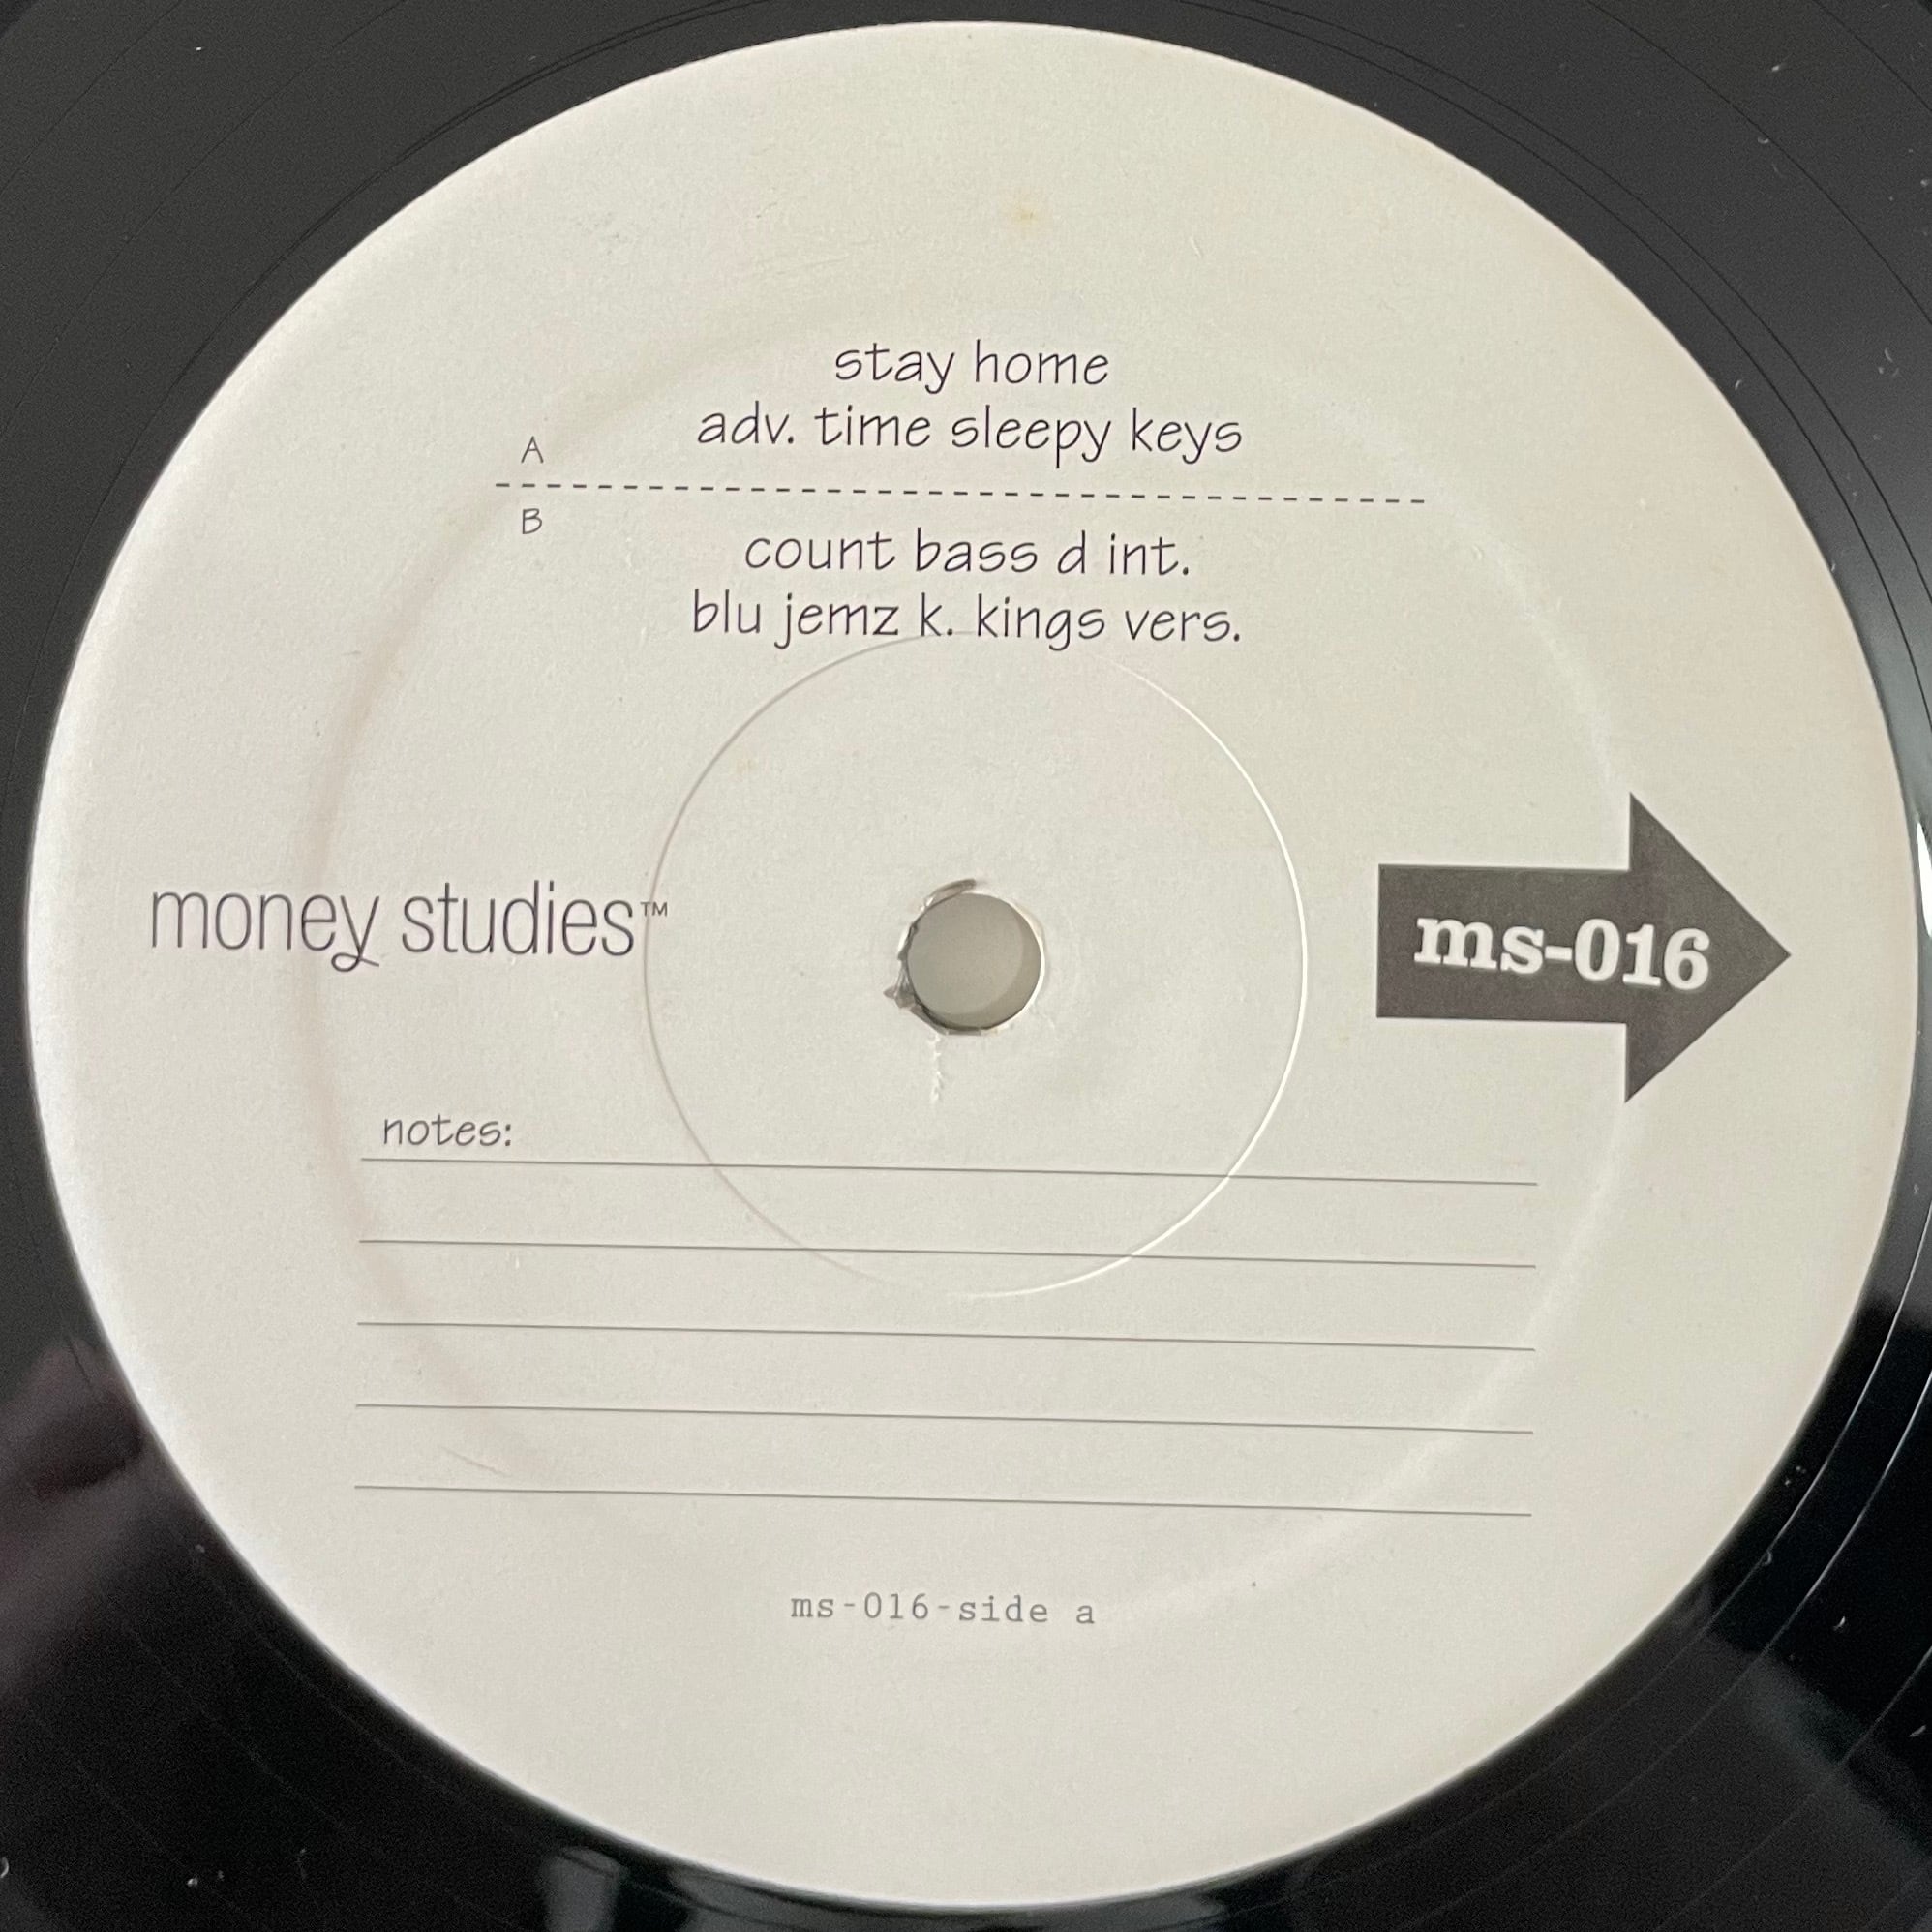 stay home
adv. time sleepy keys
A
B
count bass d int.
blu jemz k. kings vers.
money studies™
ms-016
notes:
ms-016-side a